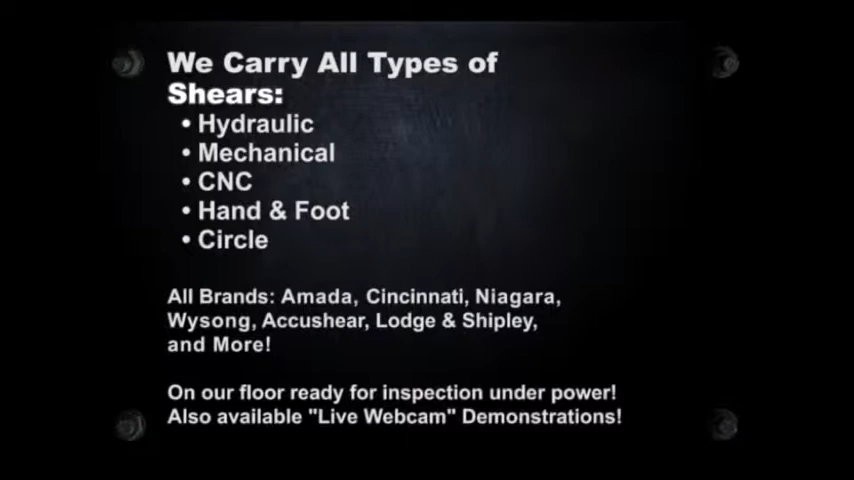 We Carry All Types of
Shears:
• Hydraulic
• Mechanical
• CNC
• Hand & Foot
• Circle
All Brands: Amada, Cincinnati, Niagara,
Wysong, Accushear, Lodge & Shipley,
and More!
On our floor ready for inspection under power!
Also available "Live Webcam" Demonstrations!